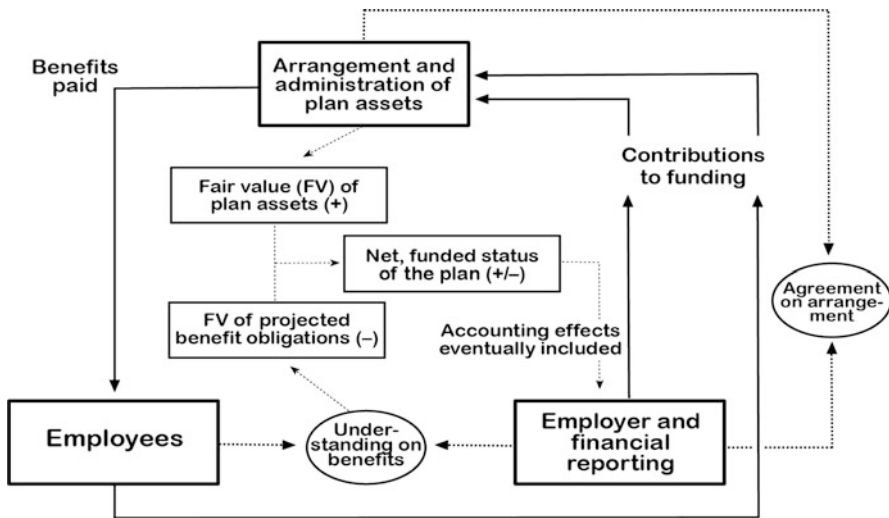 Benefits
paid
Arrangement and
administration of
plan assets
Contributions
to funding
Fair value (FV) of
plan assets (+)
Net, funded status
of the plan (+/–)
Agreement
on arrange-
ment
FV of projected
benefit obligations (–)
Accounting effects
eventually included
Employees
Under-
standing on
benefits
Employer and
financial
reporting